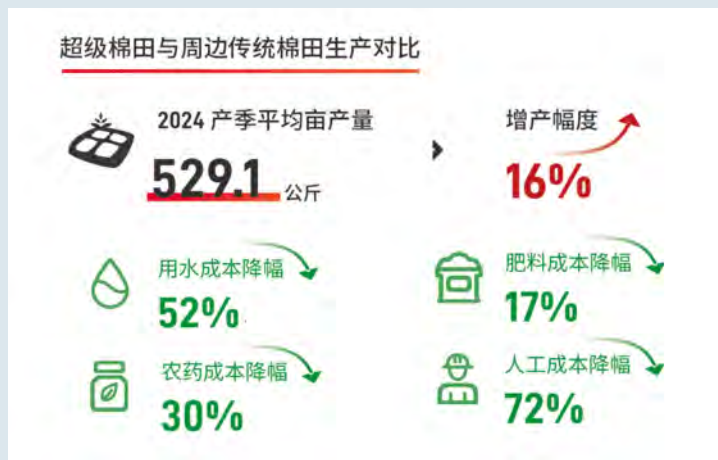 超级棉田与周边传统棉田生产对比
2024 产季平均亩产量
529.1 公斤
增产幅度
16%
用水成本降幅
52%
肥料成本降幅
17%
农药成本降幅
30%
人工成本降幅
72%